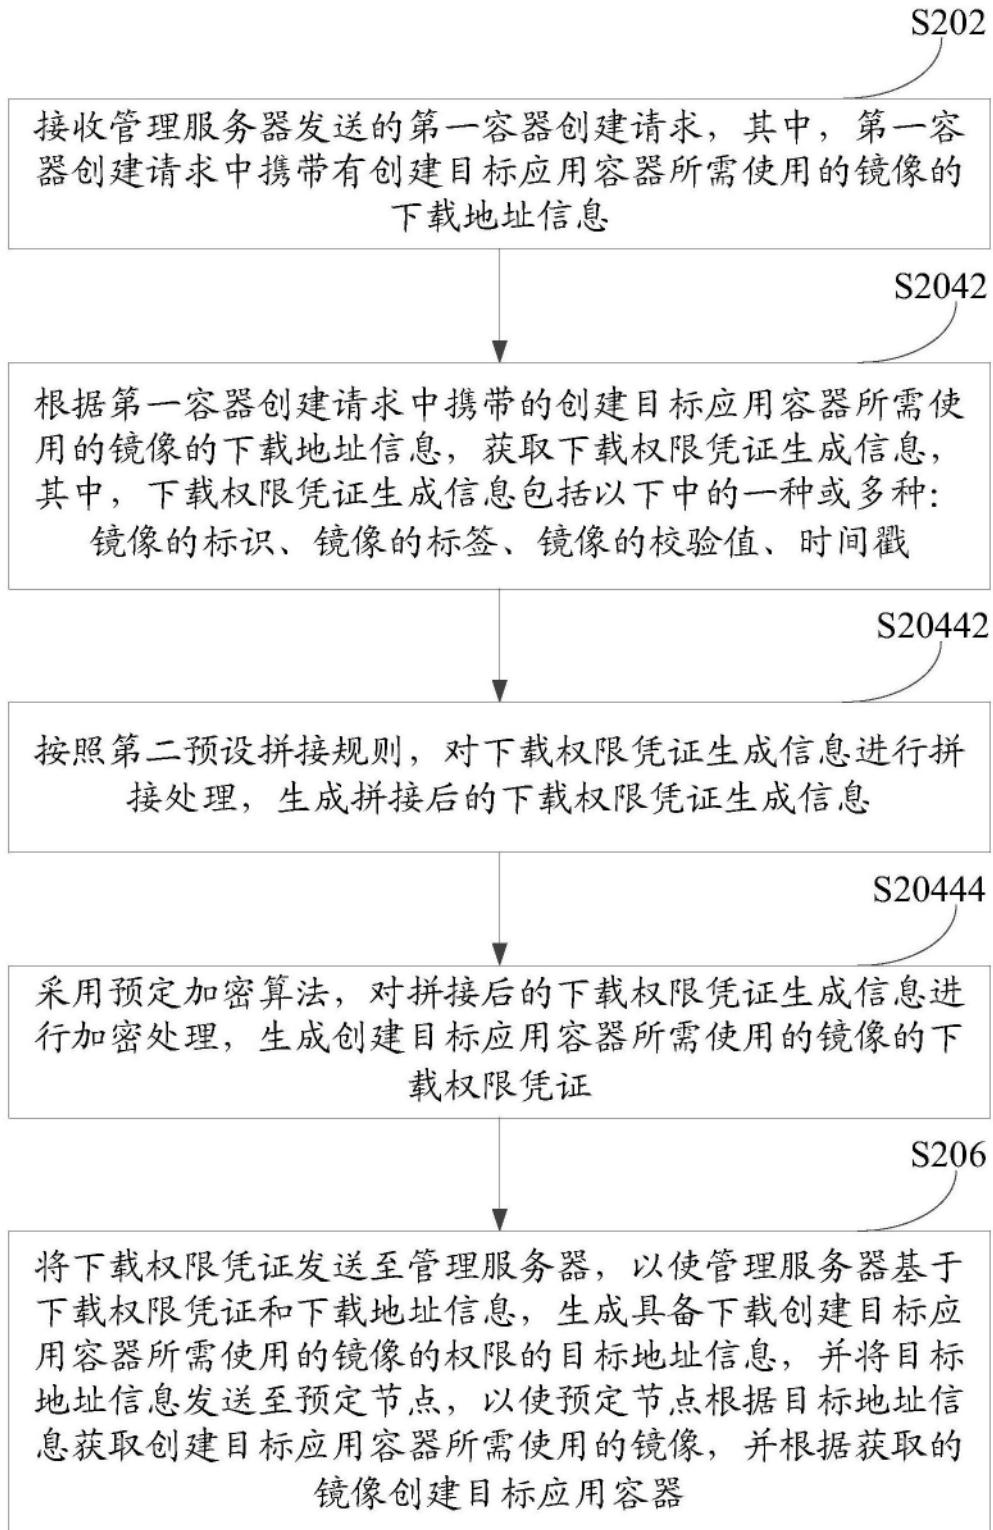 S202
接收管理服务器发送的第一容器创建请求，其中，第一容
器创建请求中携带有创建目标应用容器所需使用的镜像的
下载地址信息
S2042
根据第一容器创建请求中携带的创建目标应用容器所需使
用的镜像的下载地址信息，获取下载权限凭证生成信息，
其中，下载权限凭证生成信息包括以下中的一种或多种：
镜像的标识、镜像的标签、镜像的校验值、时间戳
S20442
按照第二预设拼接规则，对下载权限凭证生成信息进行拼
接处理，生成拼接后的下载权限凭证生成信息
S20444
采用预定加密算法，对拼接后的下载权限凭证生成信息进
行加密处理，生成创建目标应用容器所需使用的镜像的下
载权限凭证
S206
将下载权限凭证发送至管理服务器，以使管理服务器基于
下载权限凭证和下载地址信息，生成具备下载创建目标应
用容器所需使用的镜像的权限的目标地址信息，并将目标
地址信息发送至预定节点，以使预定节点根据目标地址信
息获取创建目标应用容器所需使用的镜像，并根据获取的
镜像创建目标应用容器